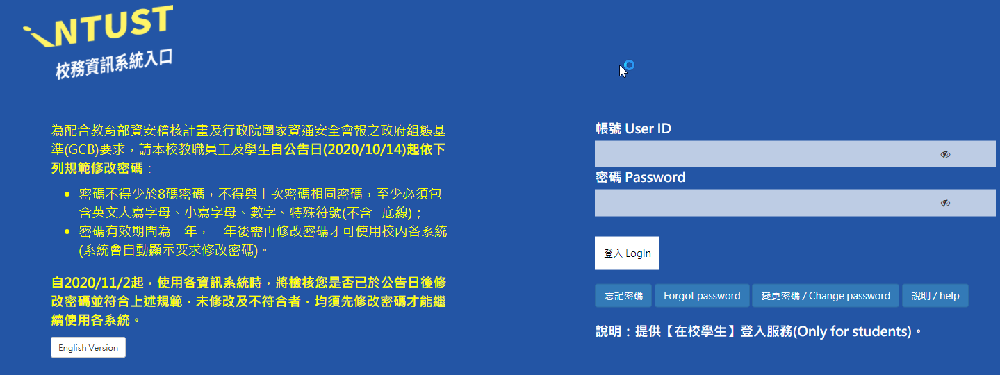 iNTUST
校務資訊系統入口
為配合教育部資安稽核計畫及行政院國家資通安全會報之政府組態基
準(GCB)要求，請本校教職員工及學生自公告日(2020/10/14)起依下
列規範修改密碼：
• 密碼不得少於8碼密碼，不得與上次密碼相同密碼，至少必須包
含英文大寫字母、小寫字母、數字、特殊符號(不含 _底線)；
• 密碼有效期間為一年，一年後需再修改密碼才可使用校內各系統
(系統會自動顯示要求修改密碼)。
自2020/11/2起，使用各資訊系統時，將檢核您是否已於公告日後修
改密碼並符合上述規範，未修改及不符合者，均須先修改密碼才能繼
續使用各系統。
English Version
帳號 User ID
密碼 Password
登入 Login
忘記密碼 Forgot password 變更密碼 / Change password 說明 / help
說明：提供【在校學生】登入服務(Only for students)。